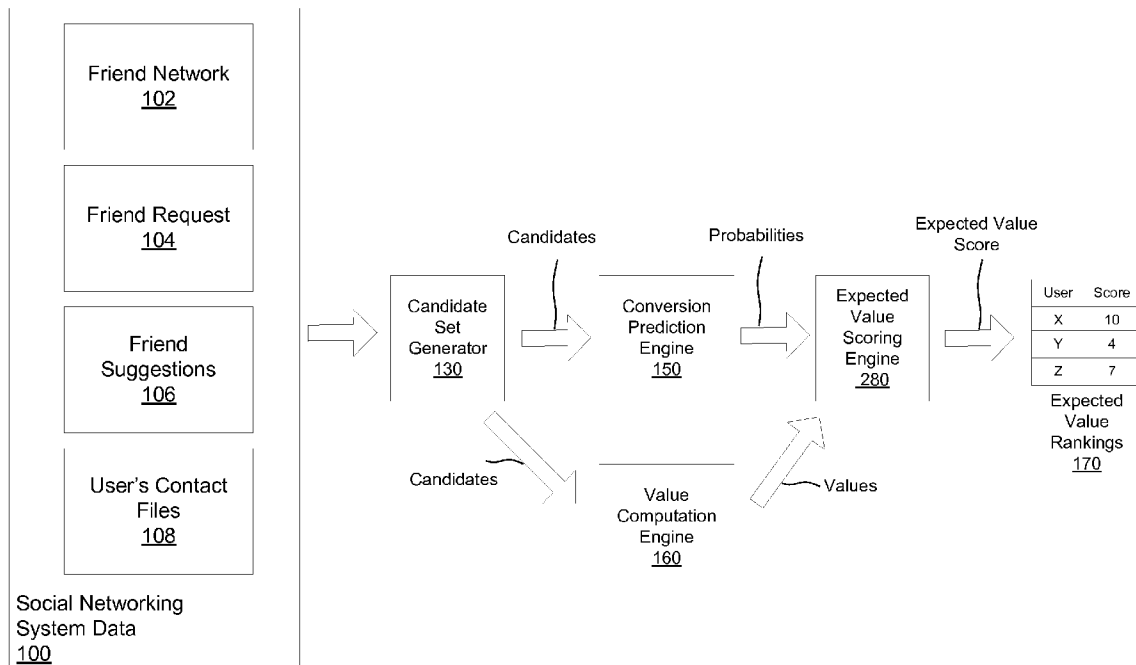 Friend Network
102
Friend Request
104
Friend
Suggestions
106
User's Contact
Files
108
Social Networking
System Data
100
Candidate
Set
Generator
130
Candidates
Candidates
Conversion
Prediction
Engine
150
Value
Computation
Engine
160
Probabilities
Values
Expected
Value
Scoring
Engine
280
Expected Value
Score
User Score
X 10
Y 4
Z 7
Expected
Value
Rankings
170